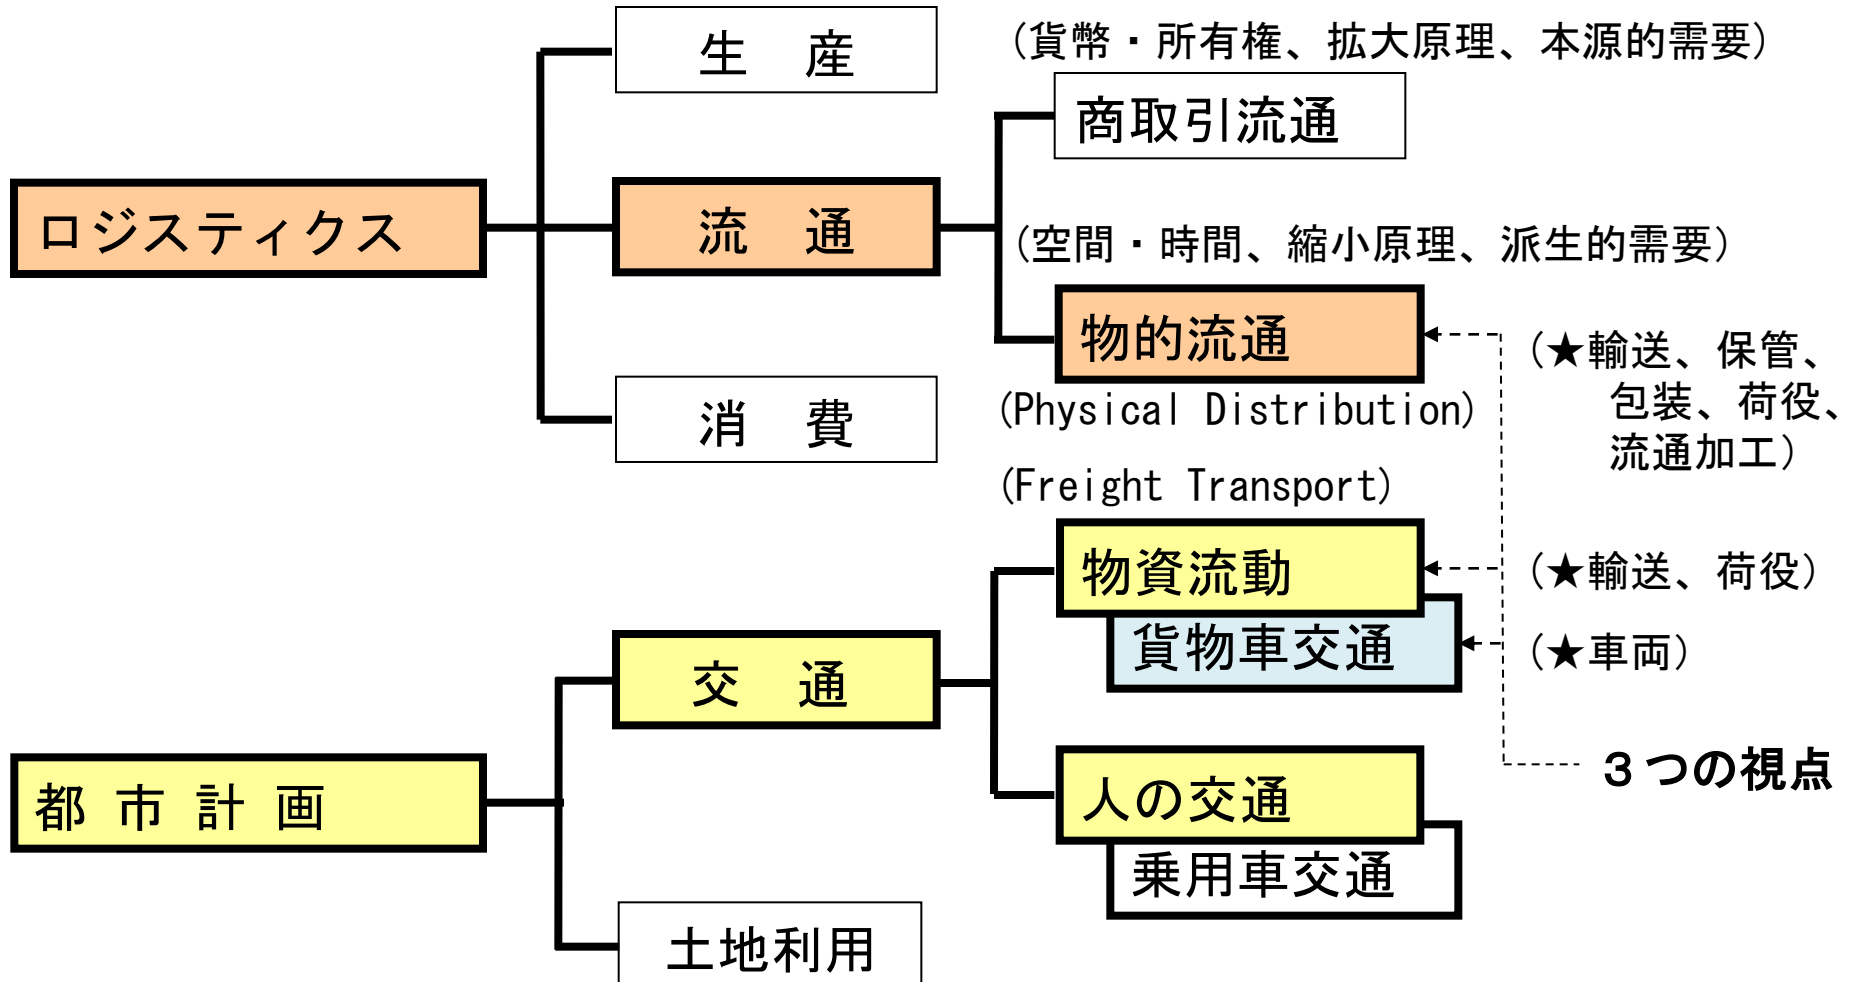 生　産
(貨幣・所有権、拡大原理、本源的需要)
商取引流通
ロジスティクス
流　通
(空間・時間、縮小原理、派生的需要)
物的流通
(★輸送、保管、
包装、荷役、
流通加工)
消　費
(Physical Distribution)
(Freight Transport)
物資流動
(★輸送、荷役)
貨物車交通
(★車両)
交　通
３つの視点
都 市 計 画
人の交通
乗用車交通
土地利用